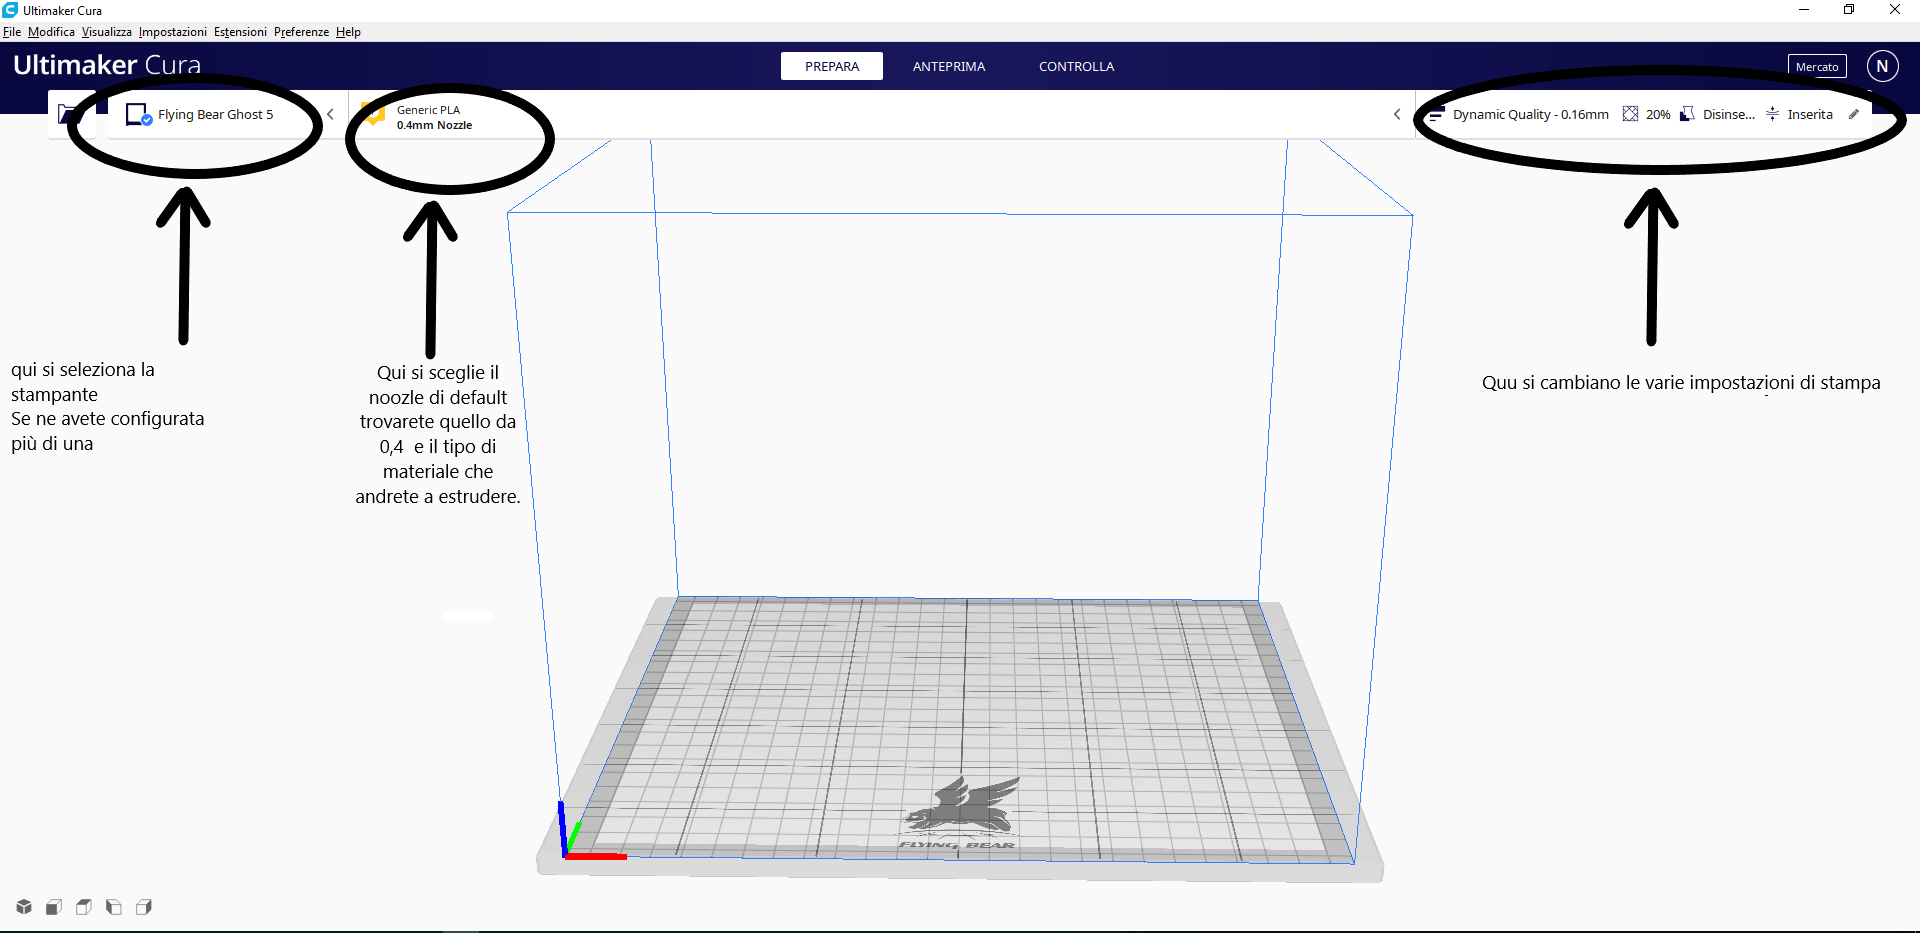 Ultimaker Cura
File Modifica Visualizza Impostazioni Estensioni Preferenze Help
Ultimaker Cura
PREPARA ANTEPRIMA CONTROLLA
Mercato N
Flying Bear Ghost 5
Generic PLA
0.4mm Nozzle
Dynamic Quality - 0.16mm 20% Disinse... Inserita
qui si seleziona la
stampante
Se ne avete configurata
più di una
Qui si sceglie il
noozle di default
trovarete quello da
0,4 e il tipo di
materiale che
andrete a estrudere.
Quu si cambiano le varie impostazioni di stampa
FLYING BEAR